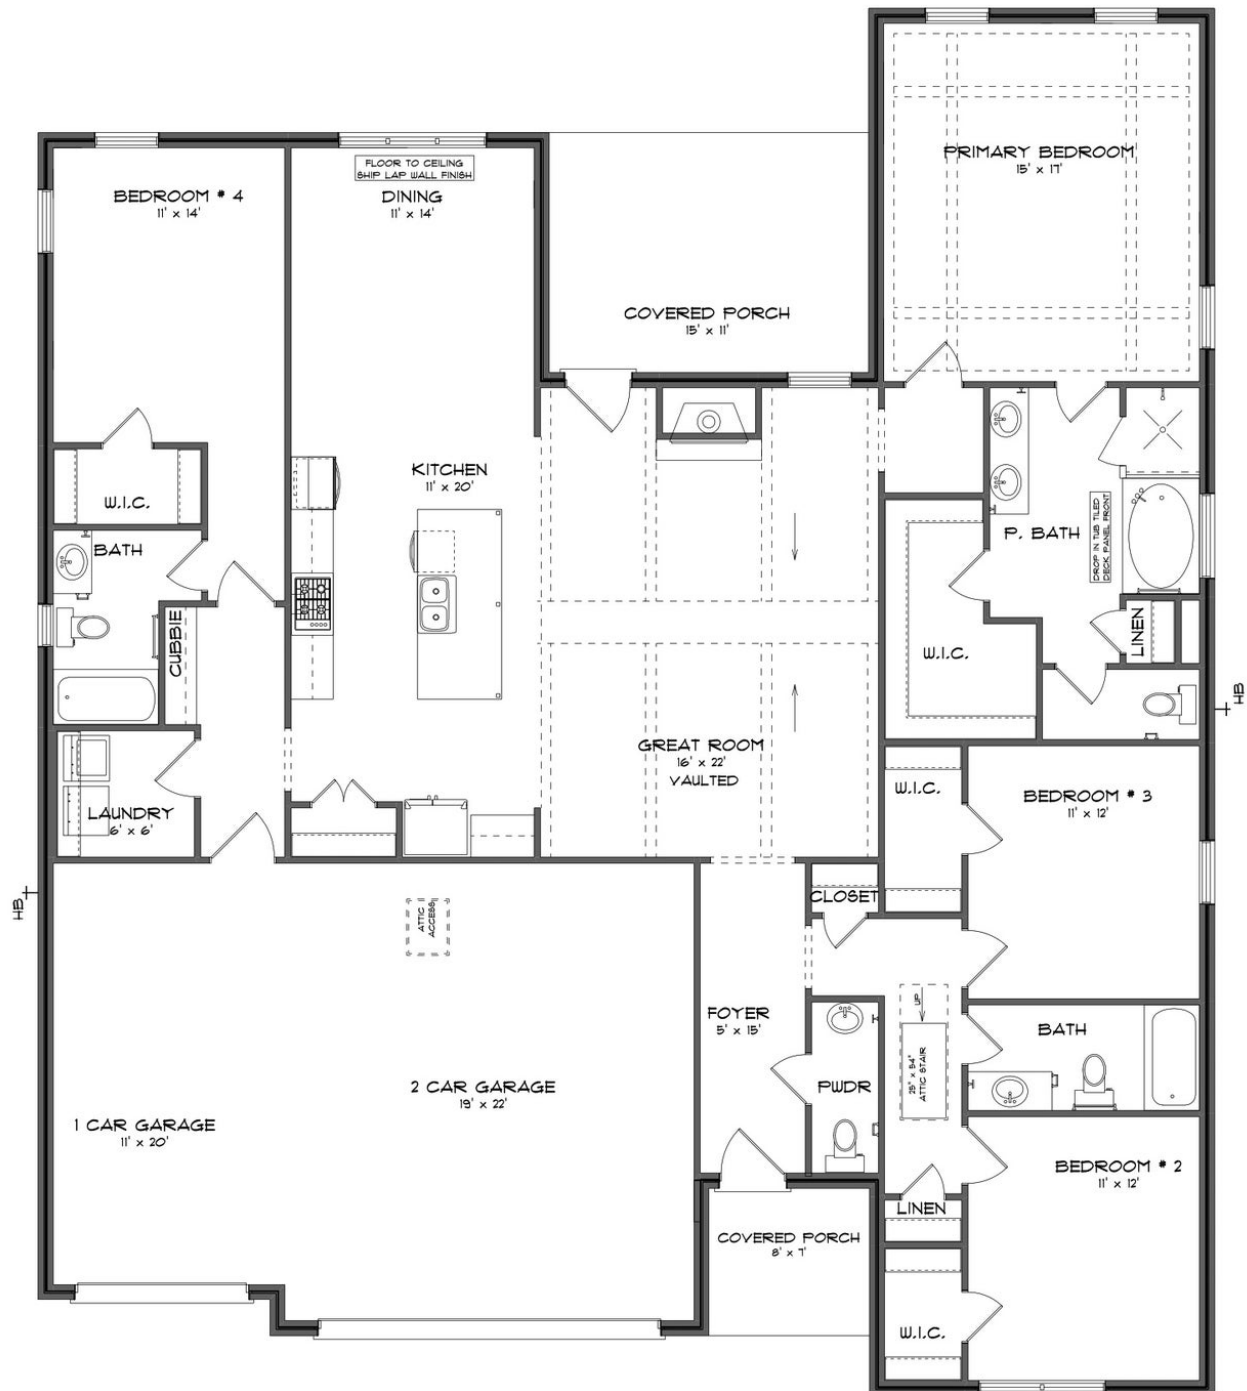 PRIMARY BEDROOM
15' x 17'
FLOOR TO CEILING
SHIP LAP WALL FINISH
BEDROOM # 4
11' x 14'
DINING
11' x 14'
COVERED PORCH
15' x 11'
KITCHEN
11' x 20'
W.I.C.
BATH
P. BATH
DROP IN TUB TILED
DECK, PANEL FRONT
CUBBIE
LINEN
W.I.C.
HB
GREAT ROOM
16' x 22'
VAULTED
LAUNDRY
6' x 6'
W.I.C.
BEDROOM # 3
11' x 12'
HB
ATTIC
ACCESS
CLOSET
UP
FOYER
5' x 15'
BATH
25" x 54"
ATTIC STAIR
PWDR
2 CAR GARAGE
19' x 22'
1 CAR GARAGE
11' x 20'
BEDROOM # 2
11' x 12'
LINEN
COVERED PORCH
8' x 7'
W.I.C.